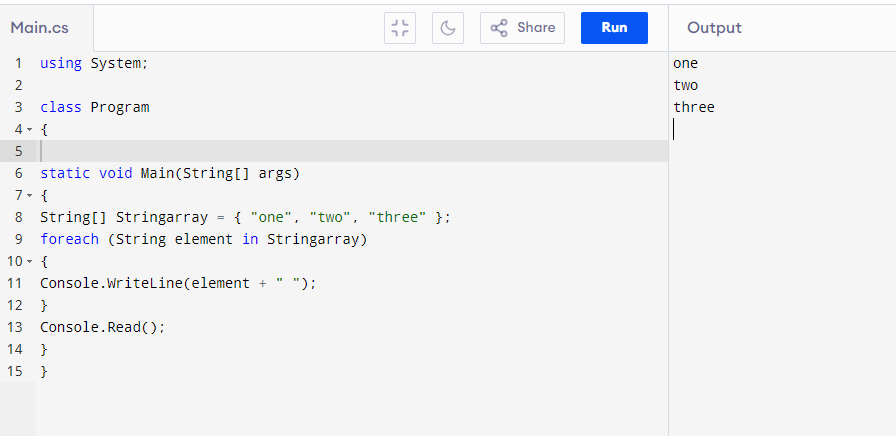 Main.cs Share Run Output
1 using System;
2
3 class Program
4 {
5
6 static void Main(String[] args)
7 {
8 String[] Stringarray = { "one", "two", "three" };
9 foreach (String element in Stringarray)
10 {
11 Console.WriteLine(element + " ");
12 }
13 Console.Read();
14 }
15 }
one
two
three